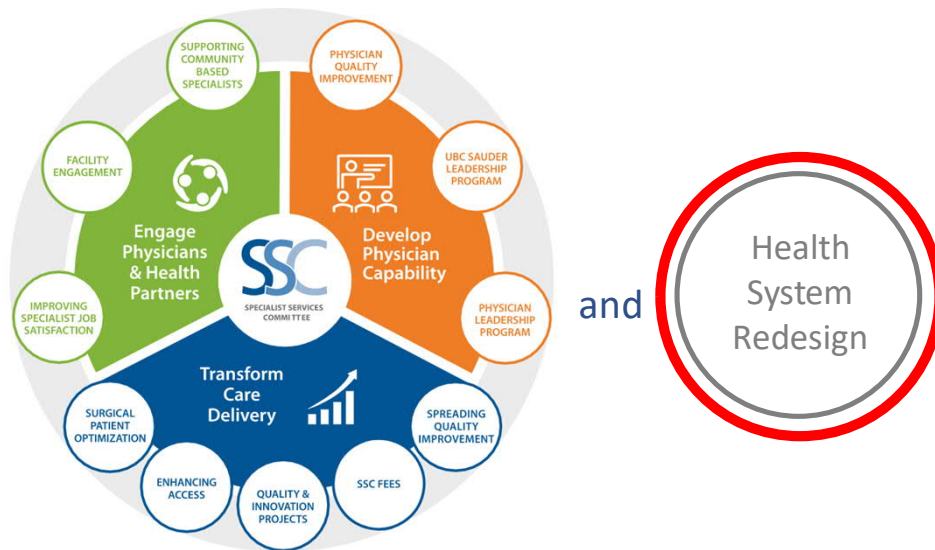 SUPPORTING
COMMUNITY
BASED
SPECIALISTS
PHYSICIAN
QUALITY
IMPROVEMENT
FACILITY
ENGAGEMENT
UBC SAUDER
LEADERSHIP
PROGRAM
Engage
Physicians
& Health
Partners
Develop
Physician
Capability
SSC
SPECIALIST SERVICES
COMMITTEE
IMPROVING
SPECIALIST JOB
SATISFACTION
PHYSICIAN
LEADERSHIP
PROGRAM
Transform
Care
Delivery
SURGICAL
PATIENT
OPTIMIZATION
ENHANCING
ACCESS
QUALITY &
INNOVATION
PROJECTS
SSC FEES
SPREADING
QUALITY
IMPROVEMENT
and
Health
System
Redesign